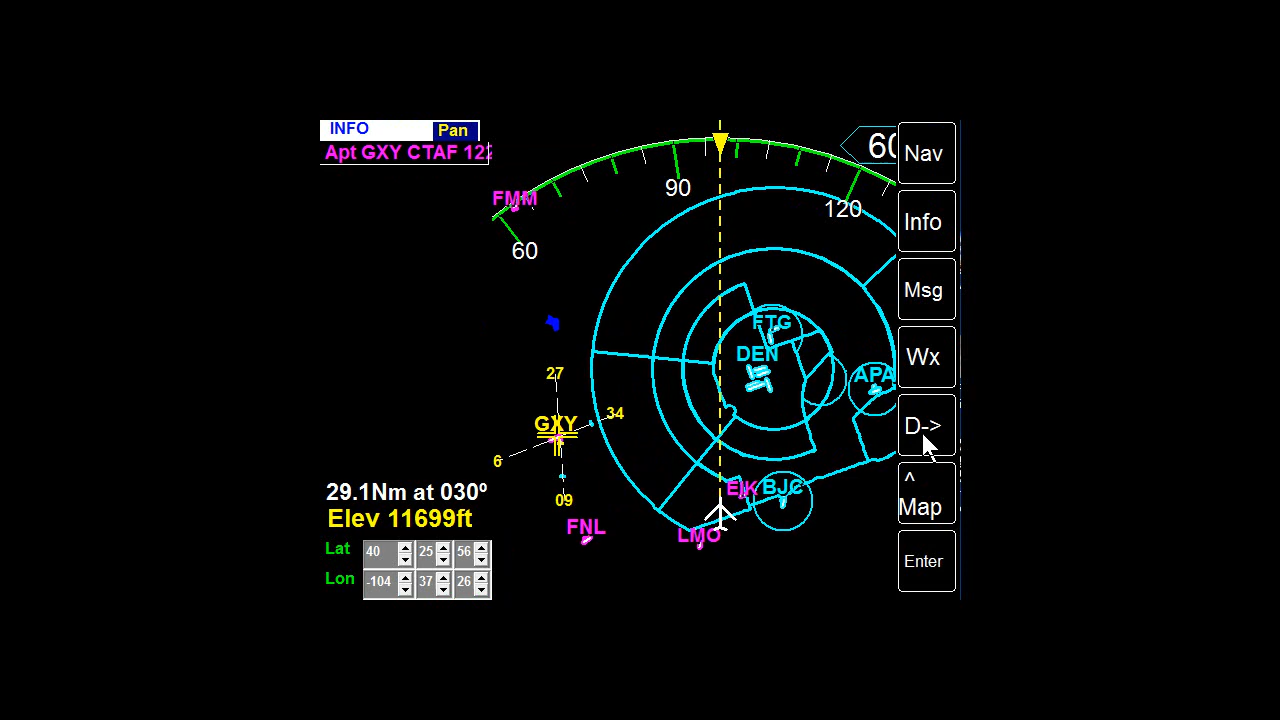 INFO Pan
Apt GXY CTAF 122
60
Nav
FMM
90
120
60
Info
Msg
FTG
DEN
Wx
27
APA
34
GXY
D->
6
09
EIK
BJC
^
Map
29.1Nm at 030º
Elev 11699ft
FNL
LMO
Lat 40 25 56
Enter
Lon -104 37 26